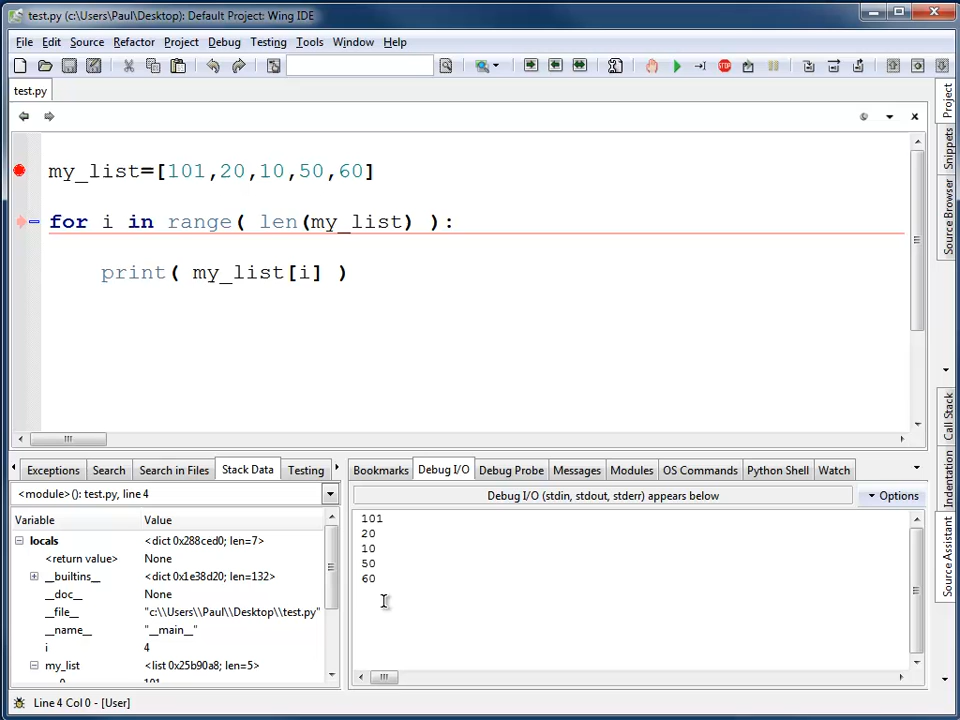 test.py (c:\Users\Paul\Desktop): Default Project: Wing IDE
File Edit Source Refactor Project Debug Testing Tools Window Help
test.py
my_list=[101,20,10,50,60]
for i in range( len(my_list) ):
print( my_list[i] )
Project
Snippets
Source Browser
Call Stack
Indentation
Source Assistant
Exceptions Search Search in Files Stack Data Testing
<module>(): test.py, line 4
Variable Value
locals <dict 0x288ced0; len=7>
<return value> None
__builtins__ <dict 0x1e38d20; len=132>
__doc__ None
__file__ "c:\\Users\\Paul\\Desktop\\test.py"
__name__ "__main__"
i 4
my_list <list 0x25b90a8; len=5>
Bookmarks Debug I/O Debug Probe Messages Modules OS Commands Python Shell Watch
Debug I/O (stdin, stdout, stderr) appears below Options
101
20
10
50
60
Line 4 Col 0 - [User]